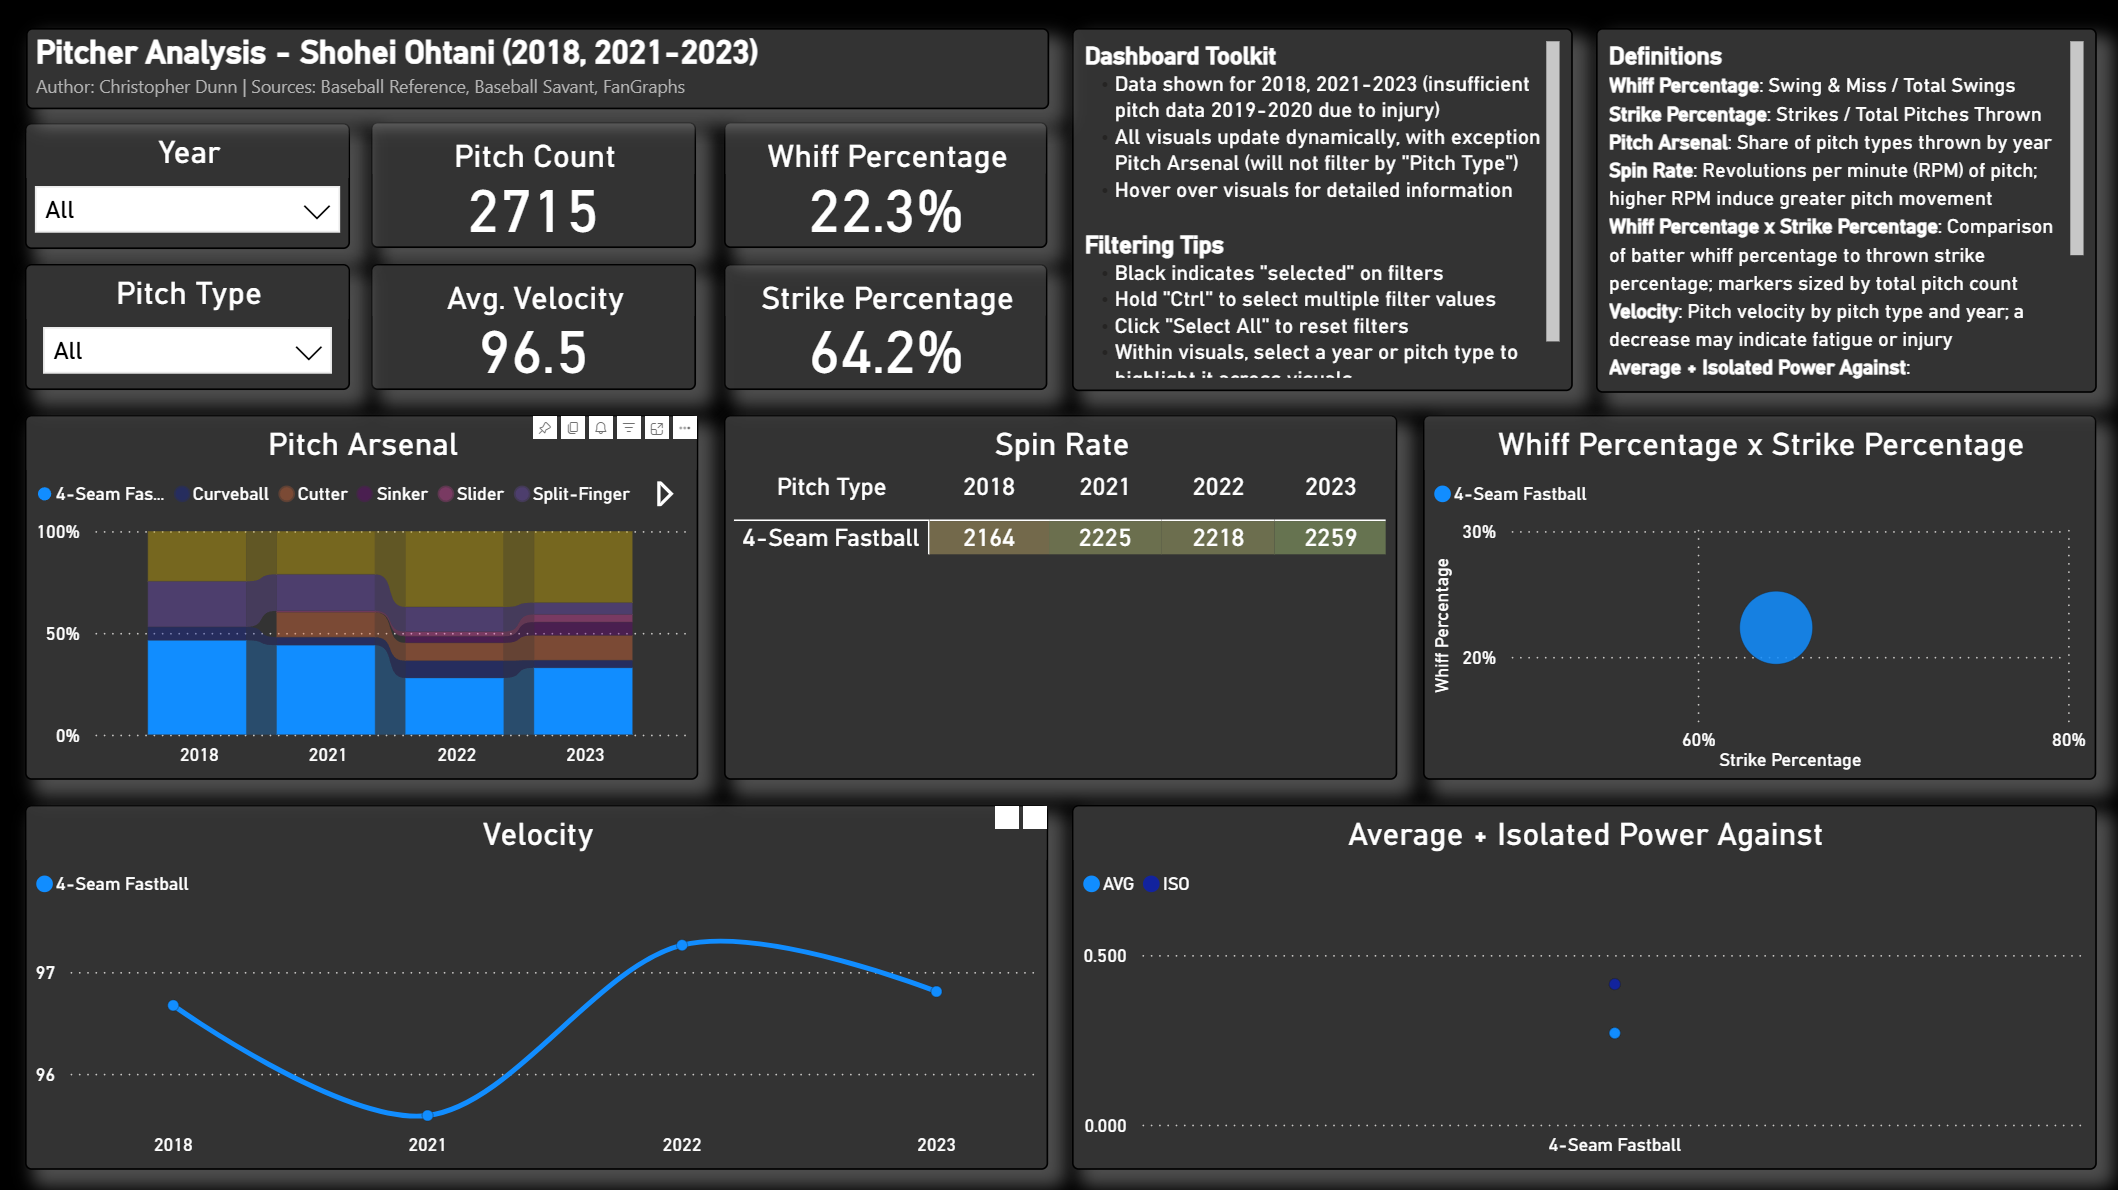 Pitcher Analysis - Shohei Ohtani (2018, 2021-2023)
Author: Christopher Dunn | Sources: Baseball Reference, Baseball Savant, FanGraphs
Year
All
Pitch Count
2715
Whiff Percentage
22.3%
Pitch Type
All
Avg. Velocity
96.5
Strike Percentage
64.2%
Dashboard Toolkit
Data shown for 2018, 2021-2023 (insufficient
pitch data 2019-2020 due to injury)
All visuals update dynamically, with exception
Pitch Arsenal (will not filter by "Pitch Type")
Hover over visuals for detailed information
Filtering Tips
Black indicates "selected" on filters
Hold "Ctrl" to select multiple filter values
Click "Select All" to reset filters
Within visuals, select a year or pitch type to
highlight it across visuals
Definitions
Whiff Percentage: Swing & Miss / Total Swings
Strike Percentage: Strikes / Total Pitches Thrown
Pitch Arsenal: Share of pitch types thrown by year
Spin Rate: Revolutions per minute (RPM) of pitch;
higher RPM induce greater pitch movement
Whiff Percentage x Strike Percentage: Comparison
of batter whiff percentage to thrown strike
percentage; markers sized by total pitch count
Velocity: Pitch velocity by pitch type and year; a
decrease may indicate fatigue or injury
Average + Isolated Power Against:
Pitch Arsenal
4-Seam Fas... Curveball Cutter Sinker Slider Split-Finger
100%
50%
0%
2018 2021 2022 2023
Spin Rate
Pitch Type 2018 2021 2022 2023
4-Seam Fastball 2164 2225 2218 2259
Whiff Percentage x Strike Percentage
4-Seam Fastball
Whiff Percentage
30%
20%
60% 80%
Strike Percentage
Velocity
4-Seam Fastball
97
96
2018 2021 2022 2023
Average + Isolated Power Against
AVG ISO
0.500
0.000
4-Seam Fastball